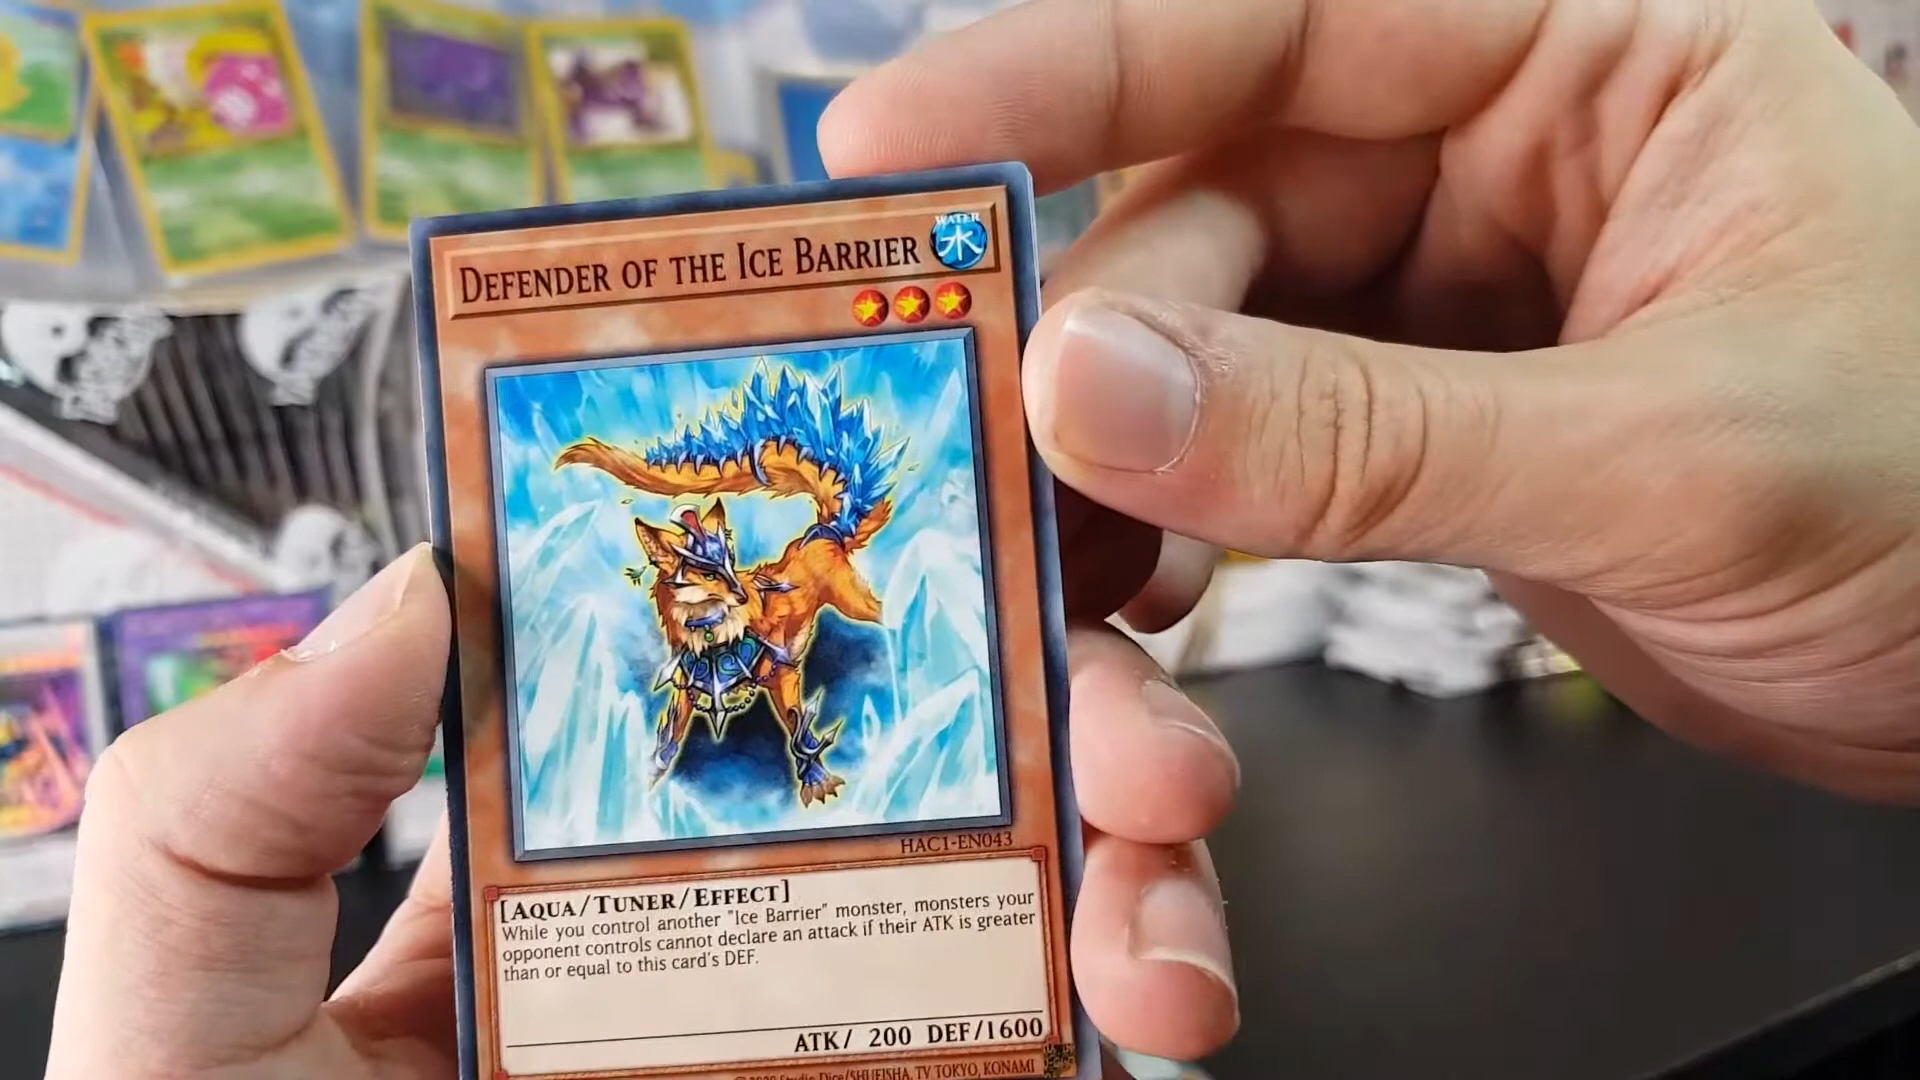 DEFENDER OF THE ICE BARRIER
WATER
水
HAC1-EN043
[AQUA/TUNER/EFFECT]
While you control another "Ice Barrier" monster, monsters your
opponent controls cannot declare an attack if their ATK is greater
than or equal to this card's DEF.
ATK/ 200 DEF/1600
Studio Dice/SHUEISHA, TV TOKYO, KONAMI